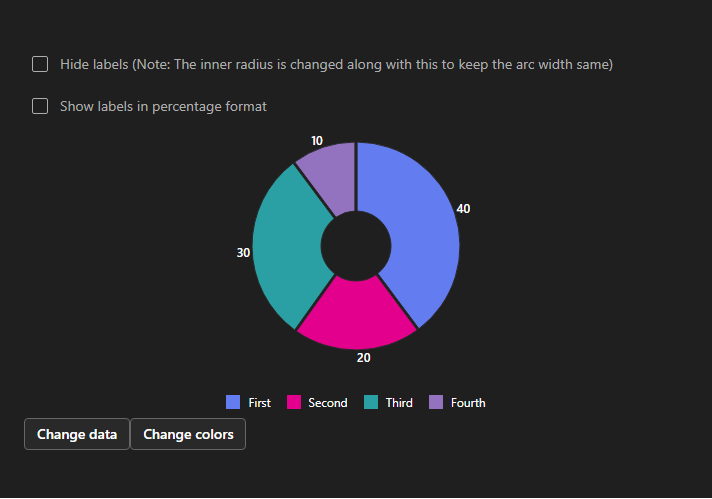 Hide labels (Note: The inner radius is changed along with this to keep the arc width same)
Show labels in percentage format
10
40
30
20
First Second Third Fourth
Change data Change colors